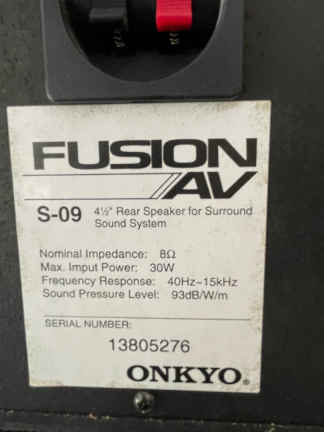 FUSION
AV
S-09 4½" Rear Speaker for Surround
Sound System
Nominal Impedance: 8Ω
Max. Imput Power: 30W
Frequency Response: 40Hz~15kHz
Sound Pressure Level: 93dB/W/m
SERIAL NUMBER:
13805276
ONKYO®